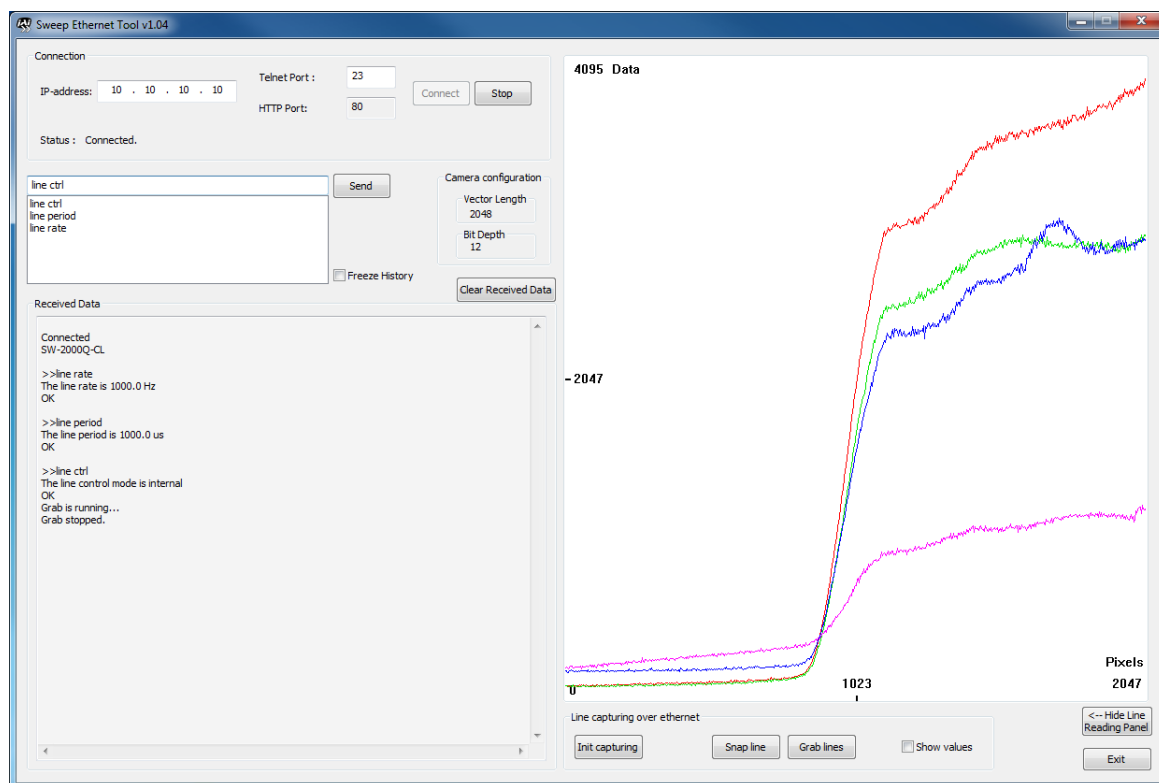 Sweep Ethernet Tool v1.04
Connection
IP-address: 10 . 10 . 10 . 10
Telnet Port : 23
HTTP Port: 80
Connect
Stop
Status : Connected.
line ctrl
Send
line ctrl
line period
line rate
Freeze History
Camera configuration
Vector Length
2048
Bit Depth
12
Clear Received Data
Received Data
Connected
SW-2000Q-CL
>>line rate
The line rate is 1000.0 Hz
OK
>>line period
The line period is 1000.0 us
OK
>>line ctrl
The line control mode is internal
OK
Grab is running...
Grab stopped.
4095 Data
2047
0
1023
Pixels
2047
Line capturing over ethernet
Init capturing
Snap line
Grab lines
Show values
<-- Hide Line
Reading Panel
Exit